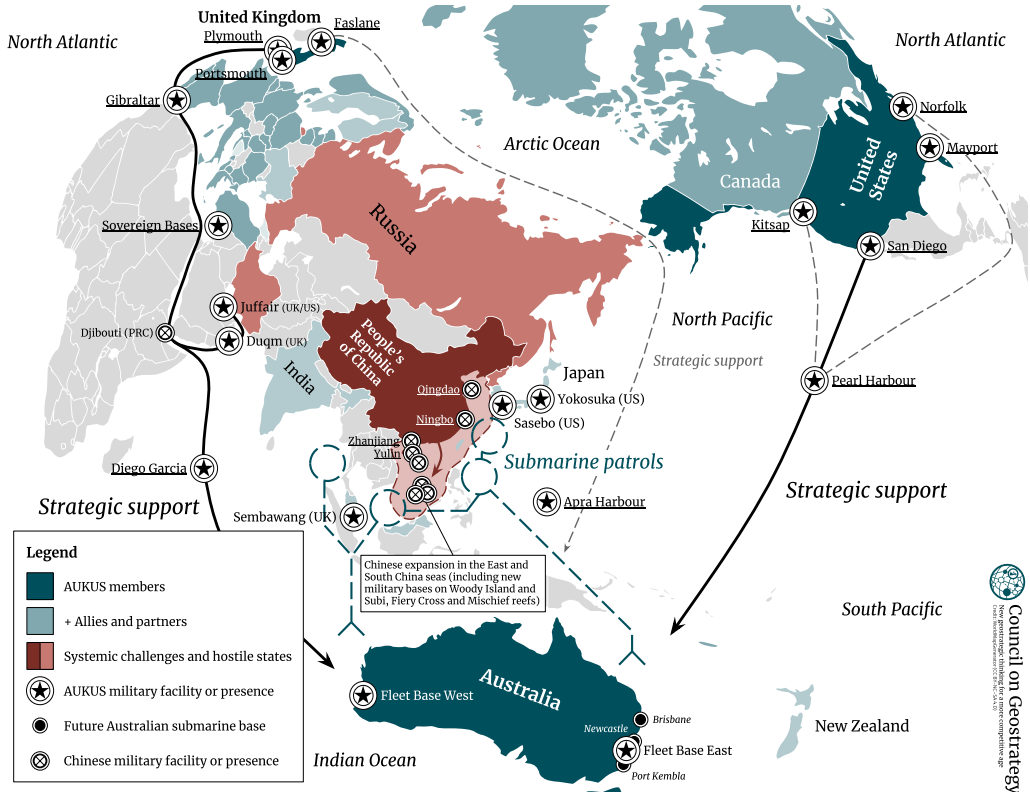 United Kingdom
Faslane
Plymouth
North Atlantic
North Atlantic
Portsmouth
Gibraltar
Norfolk
Arctic Ocean
Mayport
United
States
Canada
Russia
Sovereign Bases
Kitsap
San Diego
Juffair (UK/US)
Djibouti (PRC)
Duqm (UK)
North Pacific
People's
Republic
of China
India
Strategic support
Japan
Pearl Harbour
Qingdao
Yokosuka (US)
Ningbo
Sasebo (US)
Zhanjiang
Yulin
Submarine patrols
Diego Garcia
Strategic support
Strategic support
Apra Harbour
Sembawang (UK)
Chinese expansion in the East and
South China seas (including new
military bases on Woody Island and
Subi, Fiery Cross and Mischief reefs)
Legend
AUKUS members
+ Allies and partners
Systemic challenges and hostile states
AUKUS military facility or presence
Future Australian submarine base
Chinese military facility or presence
South Pacific
Australia
Fleet Base West
Brisbane
Newcastle
Fleet Base East
Port Kembla
New Zealand
Indian Ocean
Council on Geostrategy
New geostrategic thinking for a more competitive age